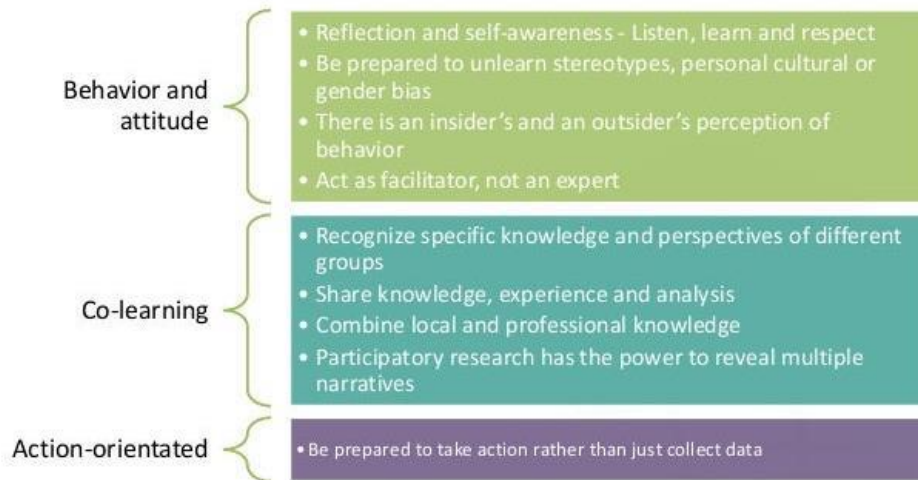 Behavior and
attitude
• Reflection and self-awareness - Listen, learn and respect
• Be prepared to unlearn stereotypes, personal cultural or
gender bias
• There is an insider's and an outsider's perception of
behavior
• Act as facilitator, not an expert
Co-learning
• Recognize specific knowledge and perspectives of different
groups
• Share knowledge, experience and analysis
• Combine local and professional knowledge
• Participatory research has the power to reveal multiple
narratives
Action-orientated
• Be prepared to take action rather than just collect data